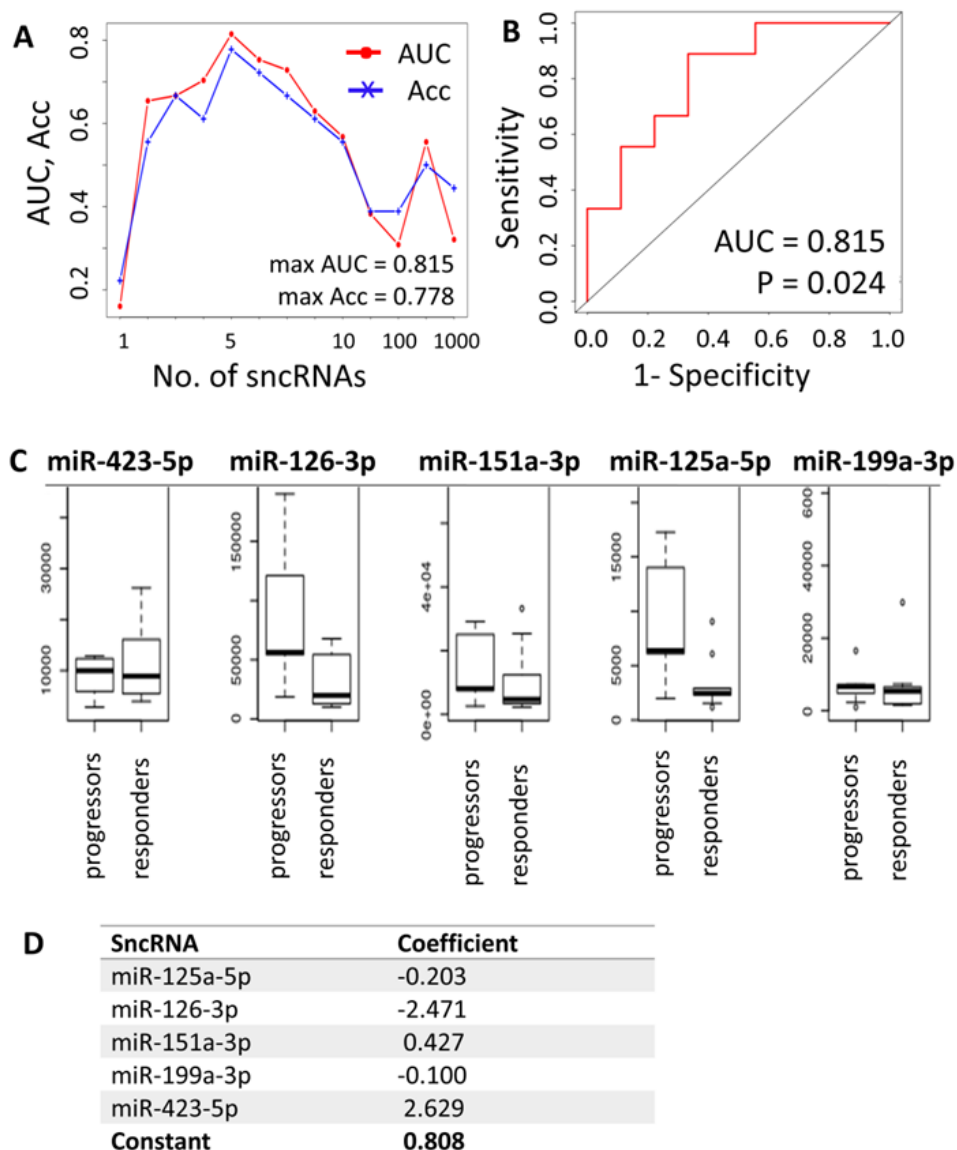 A
AUC, Acc
0.8
0.6
0.4
0.2
AUC
Acc
max AUC = 0.815
max Acc = 0.778
1 5 10 100 1000
No. of sncRNAs
B
Sensitivity
1.0
0.8
0.6
0.4
0.2
0.0
AUC = 0.815
P = 0.024
0.0 0.2 0.4 0.6 0.8 1.0
1- Specificity
C
miR-423-5p miR-126-3p miR-151a-3p miR-125a-5p miR-199a-3p
30000
10000
150000
50000
0
4e+04
0e+00
15000
5000
0
600
40000
20000
0
progressors
responders
progressors
responders
progressors
responders
progressors
responders
progressors
responders
D
SncRNA Coefficient
miR-125a-5p -0.203
miR-126-3p -2.471
miR-151a-3p 0.427
miR-199a-3p -0.100
miR-423-5p 2.629
Constant 0.808